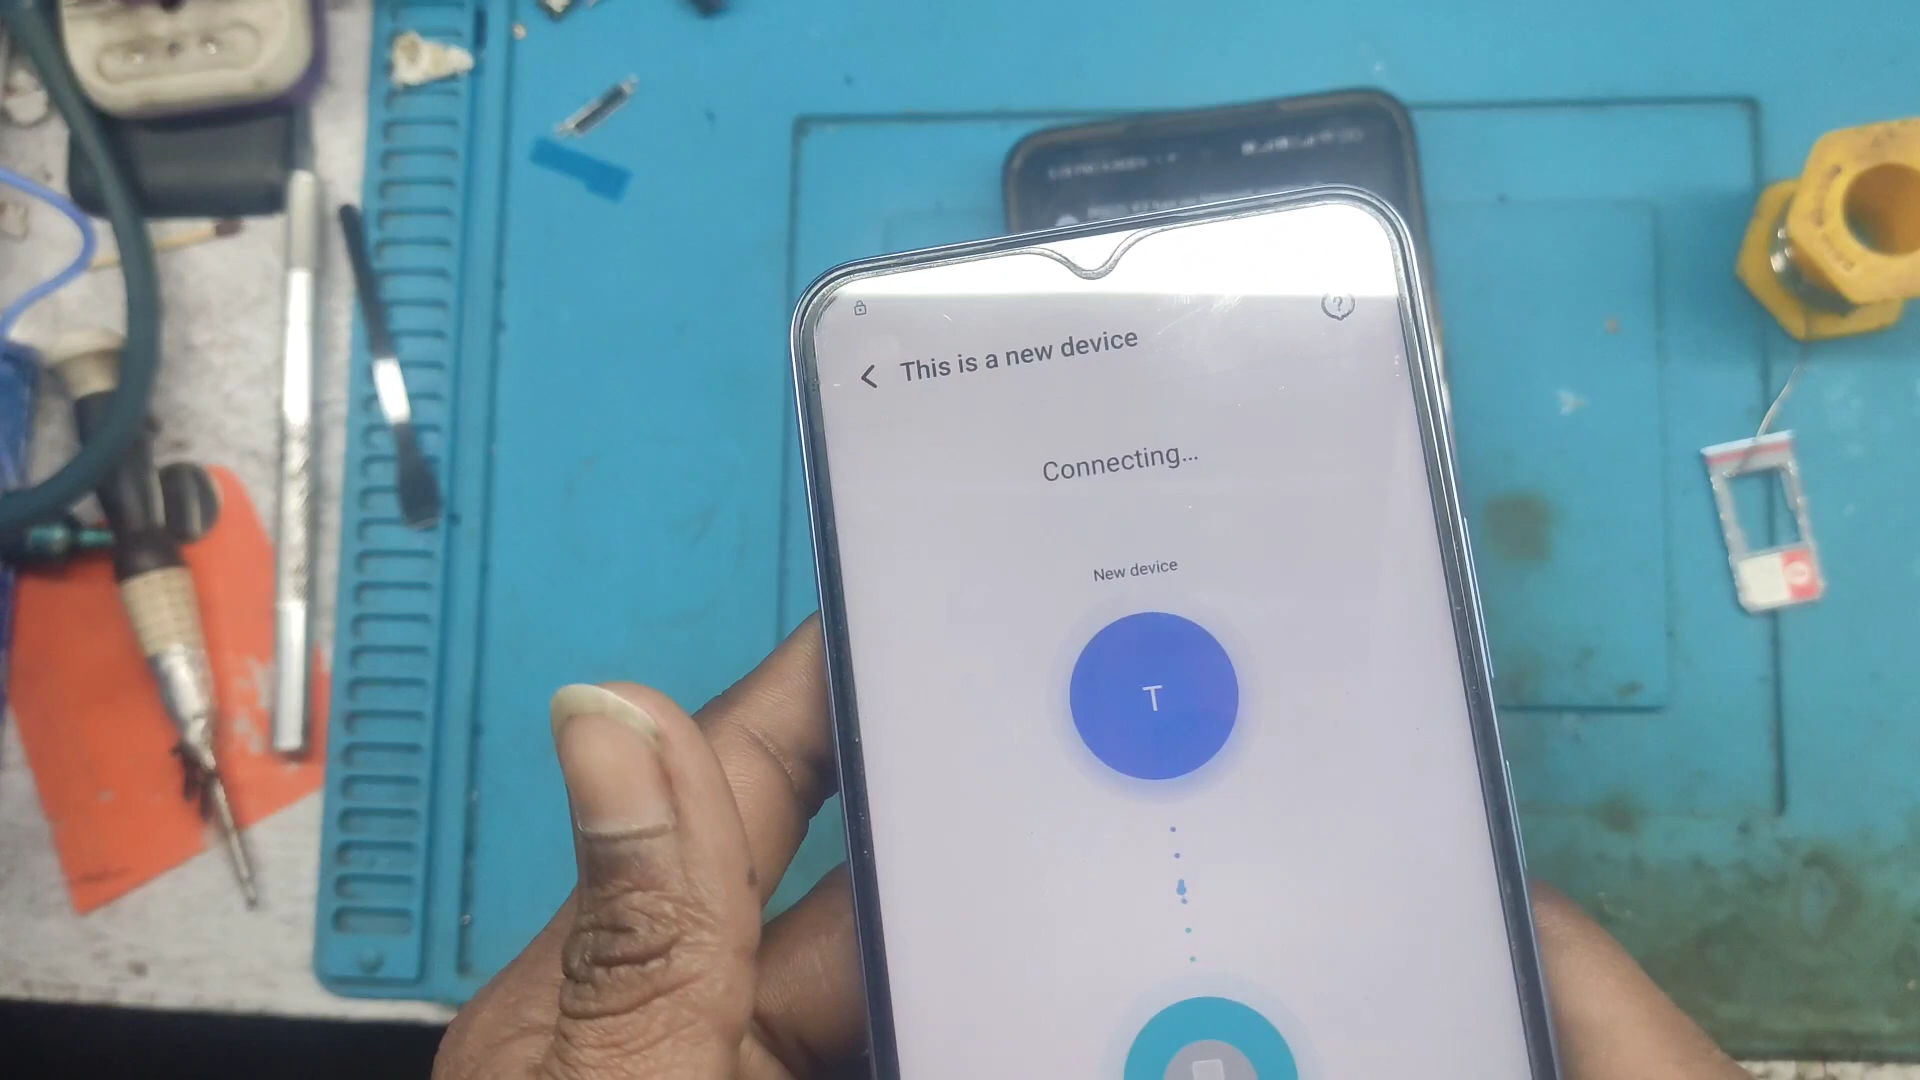 ?
This is a new device
Connecting...
New device
T